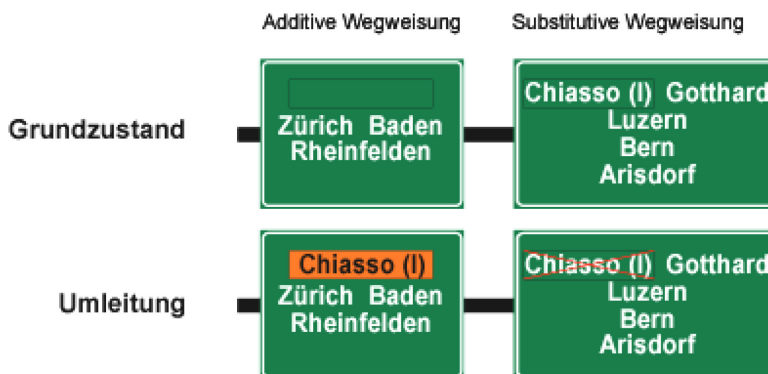 Additive Wegweisung
Substitutive Wegweisung
Grundzustand
Zürich Baden
Rheinfelden
Chiasso (I) Gotthard
Luzern
Bern
Arisdorf
Umleitung
Chiasso (I)
Zürich Baden
Rheinfelden
Chiasso (I) Gotthard
Luzern
Bern
Arisdorf